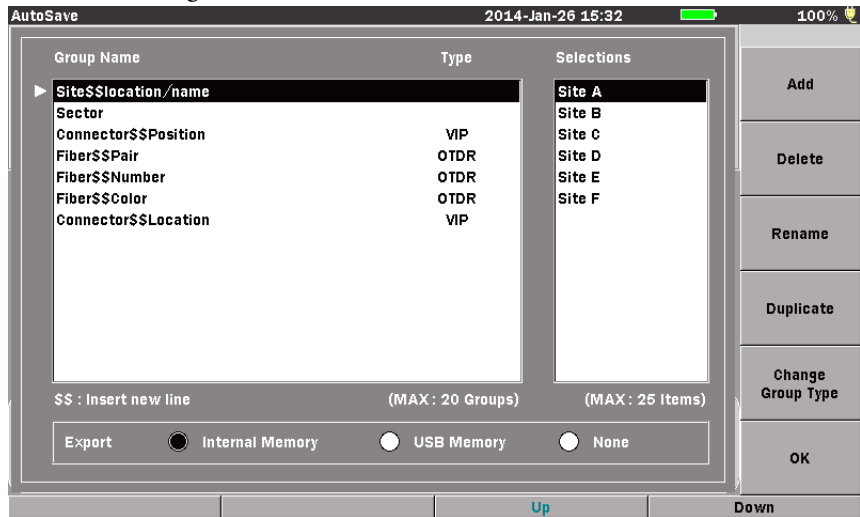 AutoSave 2014-Jan-26 15:32 100%
Group Name Type Selections
Site$$location/name Site A
Sector Site B
Connector$$Position VIP Site C
Fiber$$Pair OTDR Site D
Fiber$$Number OTDR Site E
Fiber$$Color OTDR Site F
Connector$$Location VIP
$$ : Insert new line (MAX : 20 Groups) (MAX : 25 Items)
Export Internal Memory USB Memory None
Add
Delete
Rename
Duplicate
Change
Group Type
OK
Up Down